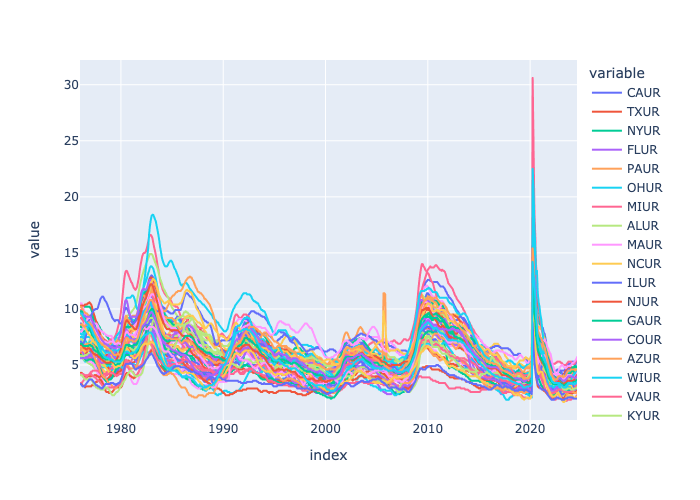 variable
CAUR
TXUR
NYUR
FLUR
PAUR
OHUR
MIUR
ALUR
MAUR
NCUR
ILUR
NJUR
GAUR
COUR
AZUR
WIUR
VAUR
KYUR
value
30
25
20
15
10
5
1980
1990
2000
2010
2020
index